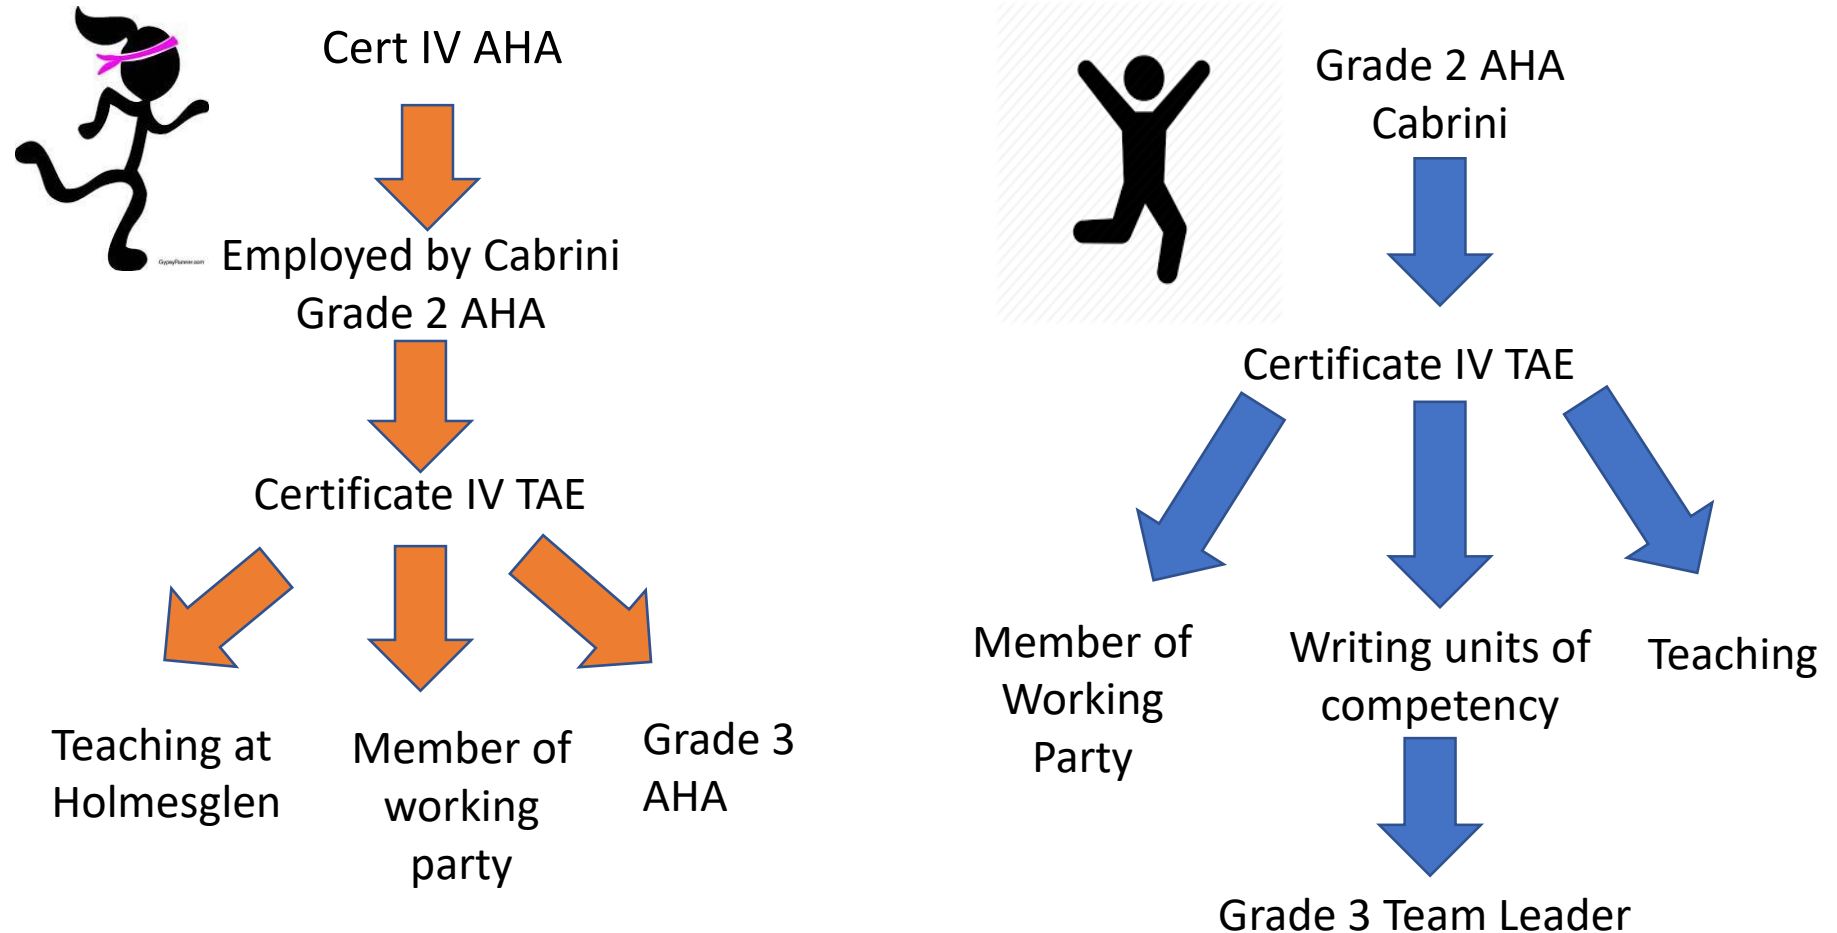 Cert IV AHA
GypsyRunner.com
Employed by Cabrini
Grade 2 AHA
Certificate IV TAE
Teaching at
Holmesglen
Member of
working
party
Grade 3
AHA
Grade 2 AHA
Cabrini
Certificate IV TAE
Member of
Working
Party
Writing units of
competency
Teaching
Grade 3 Team Leader